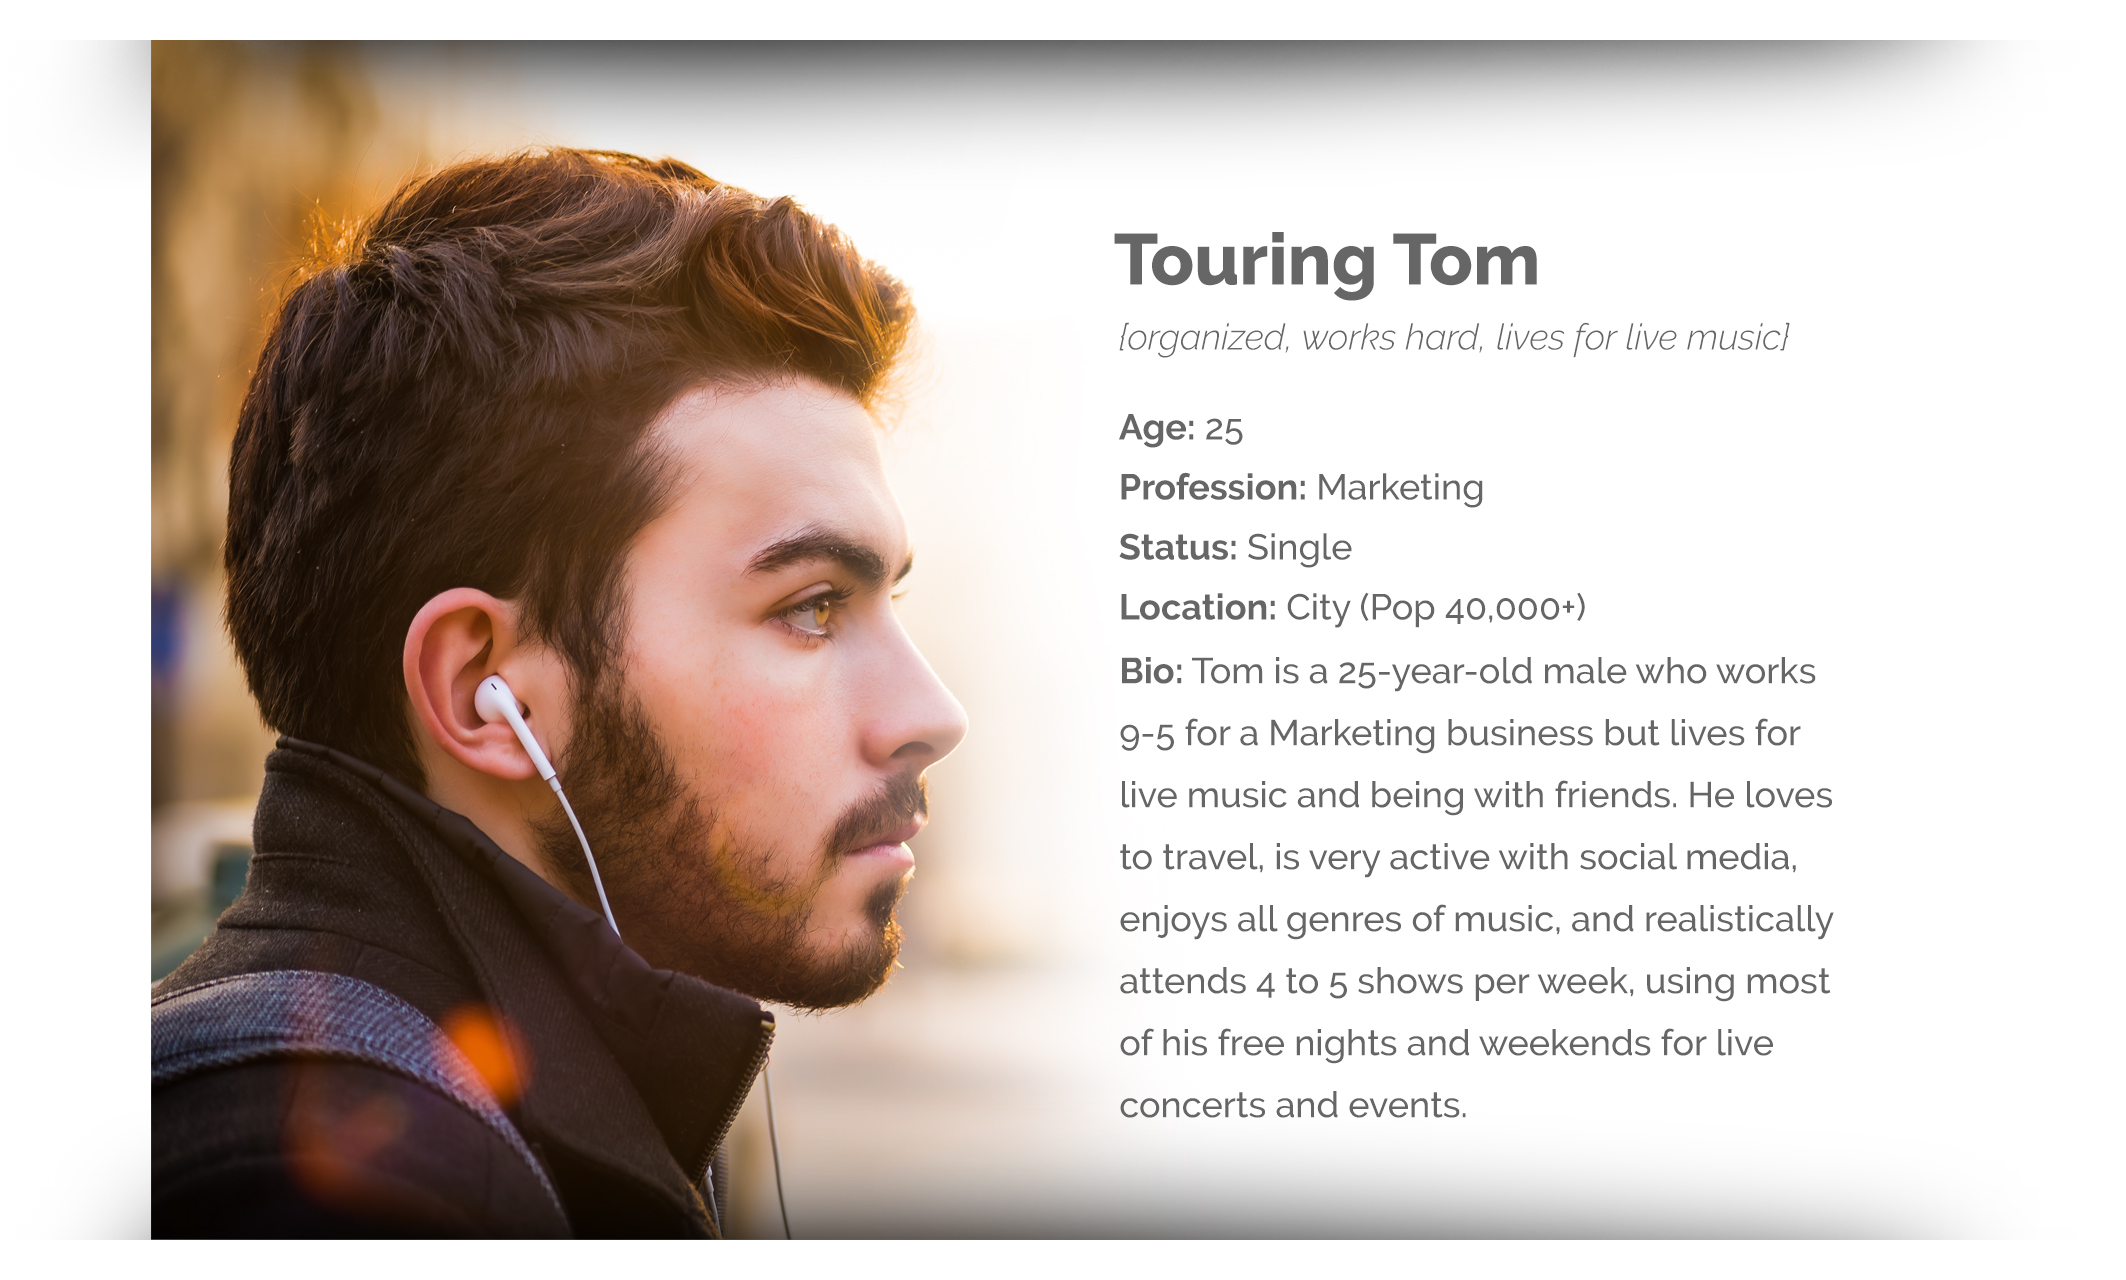 Touring Tom
{organized, works hard, lives for live music}
Age: 25
Profession: Marketing
Status: Single
Location: City (Pop 40,000+)
Bio: Tom is a 25-year-old male who works
9-5 for a Marketing business but lives for
live music and being with friends. He loves
to travel, is very active with social media,
enjoys all genres of music, and realistically
attends 4 to 5 shows per week, using most
of his free nights and weekends for live
concerts and events.